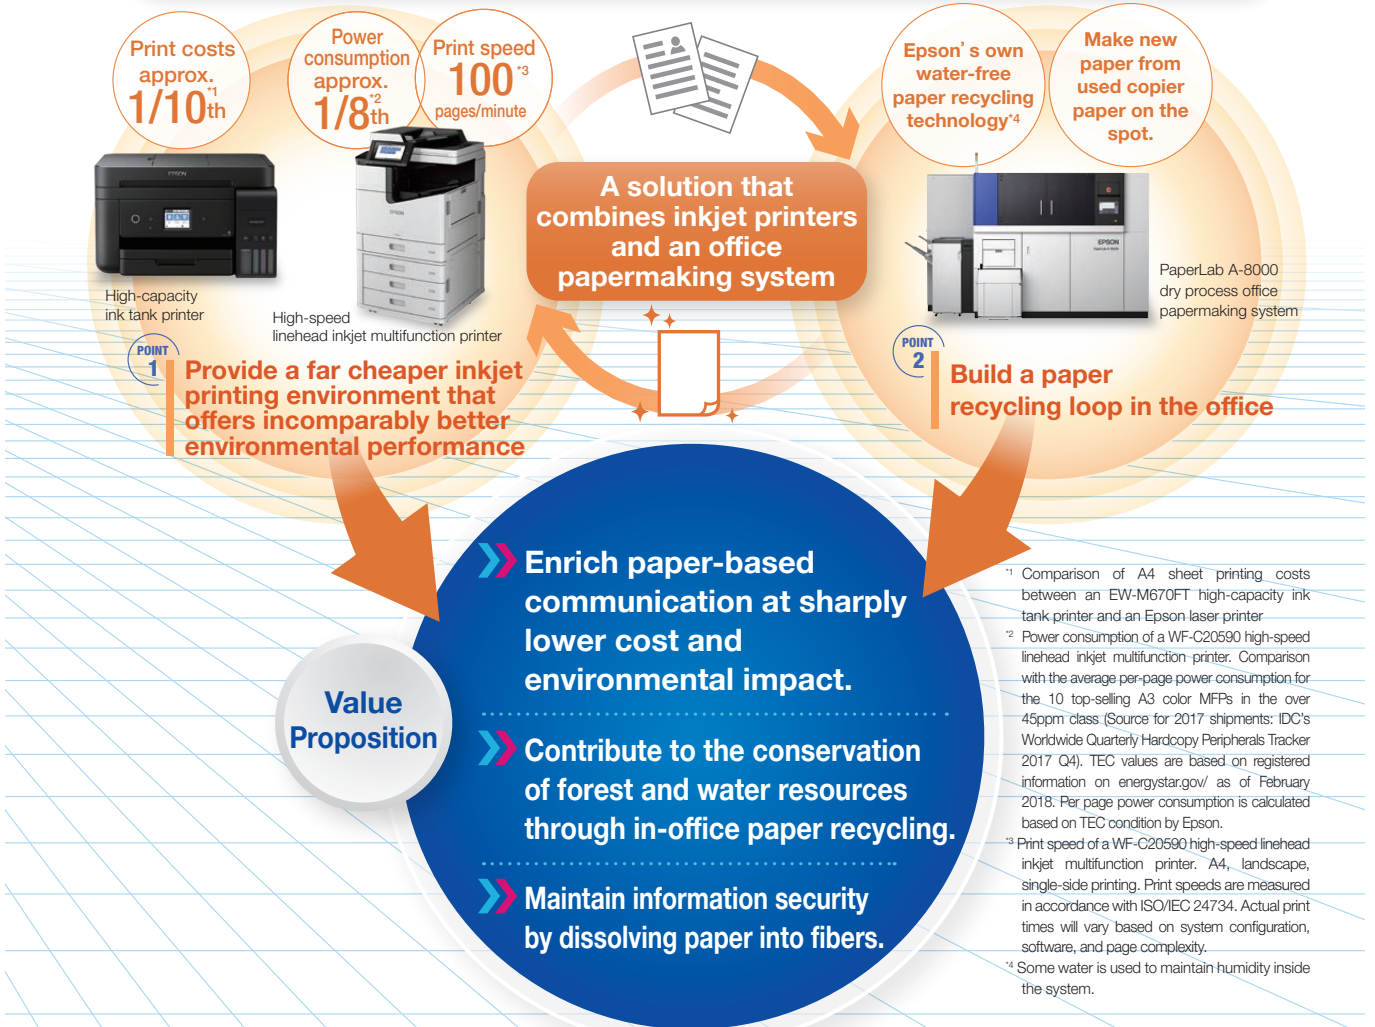 Print costs
approx.
1/10th*1
Power
consumption
approx.
1/8th*2
Print speed
100*3
pages/minute
Epson's own
water-free
paper recycling
technology*4
Make new
paper from
used copier
paper on the
spot.
EPSON
EPSON
EPSON
A solution that
combines inkjet printers
and an office
papermaking system
High-capacity
ink tank printer
High-speed
linehead inkjet multifunction printer
PaperLab A-8000
dry process office
papermaking system
POINT
1
Provide a far cheaper inkjet
printing environment that
offers incomparably better
environmental performance
POINT
2
Build a paper
recycling loop in the office
Value
Proposition
Enrich paper-based
communication at sharply
lower cost and
environmental impact.
Contribute to the conservation
of forest and water resources
through in-office paper recycling.
Maintain information security
by dissolving paper into fibers.
*1 Comparison of A4 sheet printing costs
between an EW-M670FT high-capacity ink
tank printer and an Epson laser printer
*2 Power consumption of a WF-C20590 high-speed
linehead inkjet multifunction printer. Comparison
with the average per-page power consumption for
the 10 top-selling A3 color MFPs in the over
45ppm class (Source for 2017 shipments: IDC's
Worldwide Quarterly Hardcopy Peripherals Tracker
2017 Q4). TEC values are based on registered
information on energystar.gov/ as of February
2018. Per page power consumption is calculated
based on TEC condition by Epson.
*3 Print speed of a WF-C20590 high-speed linehead
inkjet multifunction printer. A4, landscape,
single-side printing. Print speeds are measured
in accordance with ISO/IEC 24734. Actual print
times will vary based on system configuration,
software, and page complexity.
*4 Some water is used to maintain humidity inside
the system.